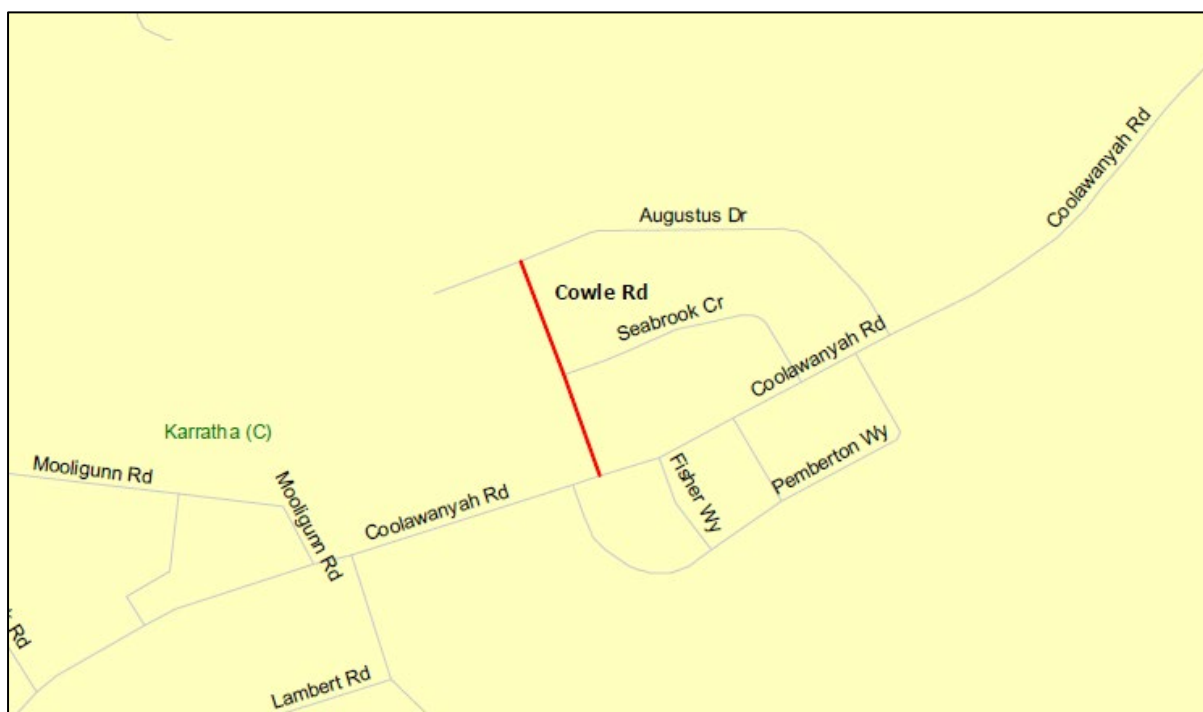 Coolawanyah Rd
Augustus Dr
Cowle Rd
Seabrook Cr
Coolawanyah Rd
Karratha (C)
Mooligunn Rd
Mooligunn Rd
Coolawanyah Rd
Fisher Wy
Pemberton Wy
Rd
Lambert Rd